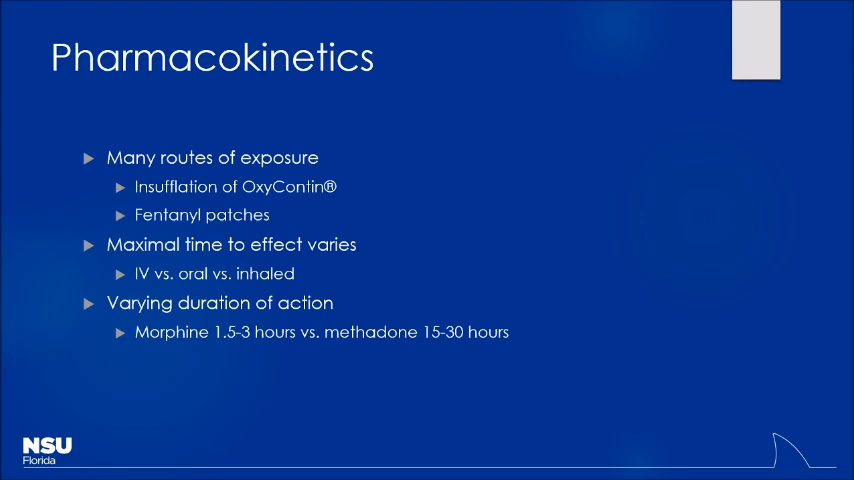 Pharmacokinetics
Many routes of exposure
Insufflation of OxyContin®
Fentanyl patches
Maximal time to effect varies
IV vs. oral vs. inhaled
Varying duration of action
Morphine 1.5-3 hours vs. methadone 15-30 hours
NSU
Florida